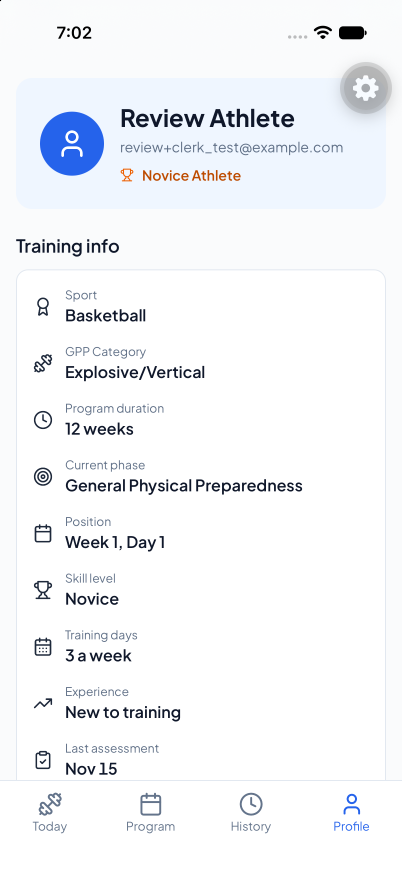 7:02
Review Athlete
review+clerk_test@example.com
Novice Athlete
Training info
Sport
Basketball
GPP Category
Explosive/Vertical
Program duration
12 weeks
Current phase
General Physical Preparedness
Position
Week 1, Day 1
Skill level
Novice
Training days
3 a week
Experience
New to training
Last assessment
Nov 15
Today
Program
History
Profile